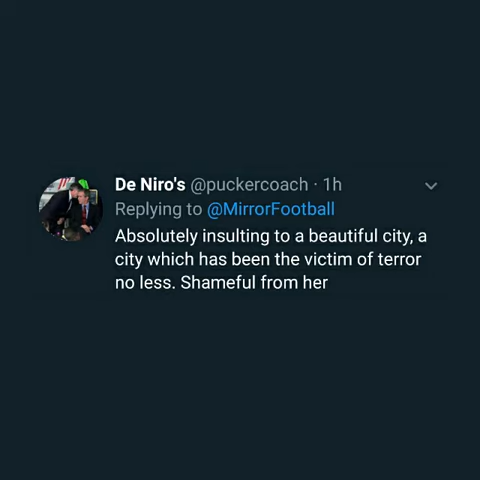 De Niro's @puckercoach · 1h
Replying to @MirrorFootball
Absolutely insulting to a beautiful city, a
city which has been the victim of terror
no less. Shameful from her